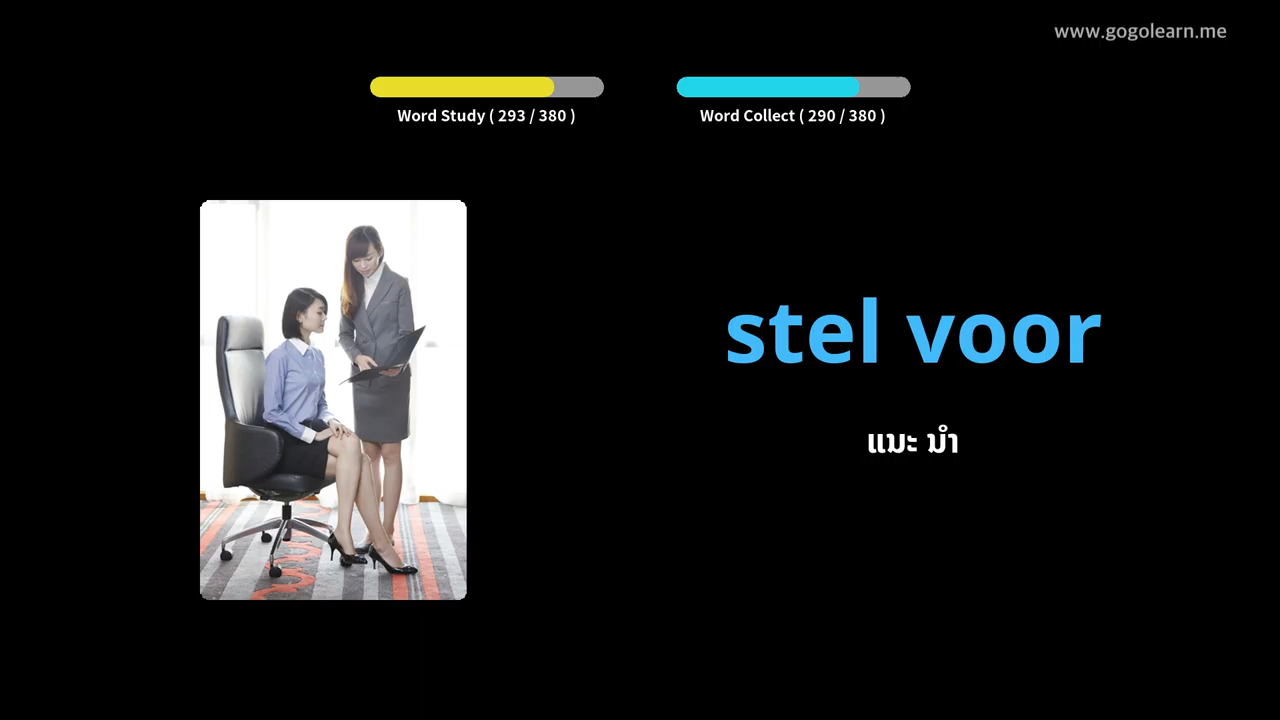 www.gogolearn.me
Word Study ( 293 / 380 )
Word Collect ( 290 / 380 )
stel voor
ແນະ ນຳ